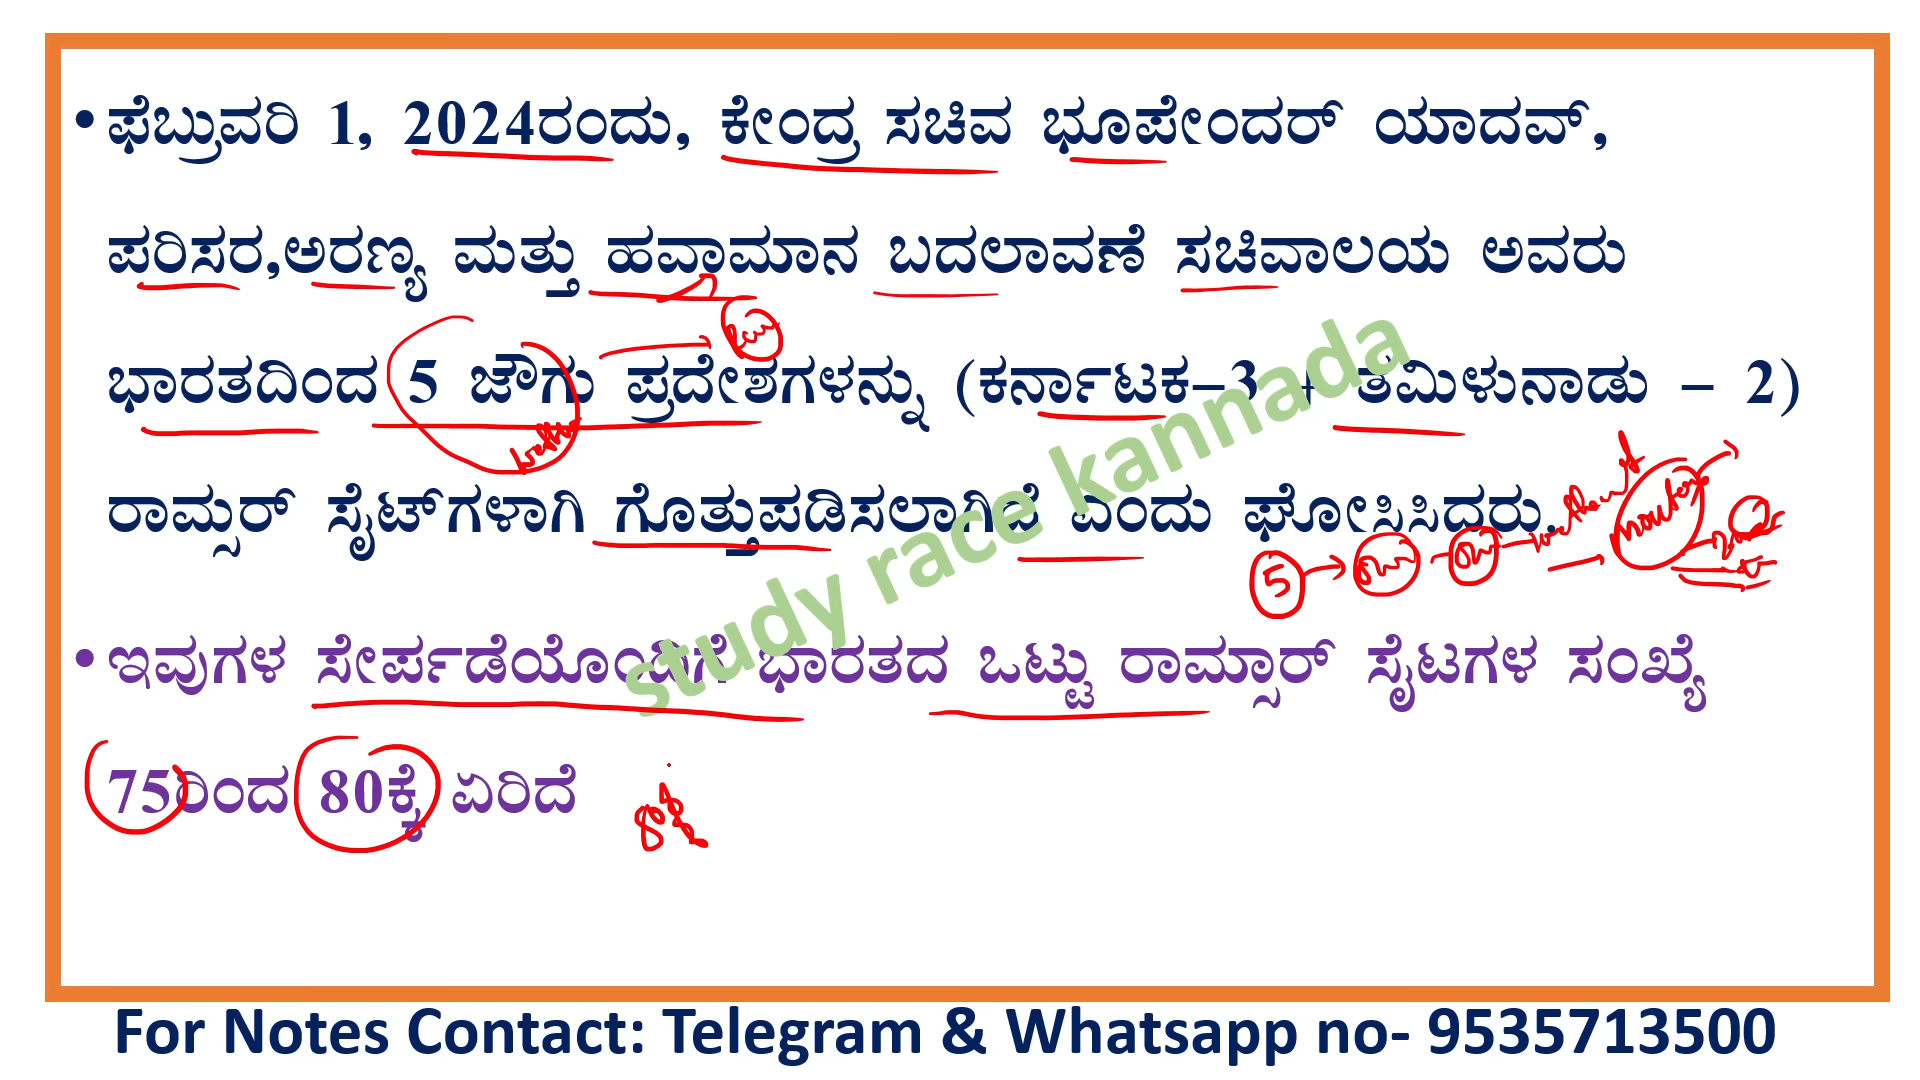 • ಫೆಬ್ರುವರಿ 1, 2024ರಂದು, ಕೇಂದ್ರ ಸಚಿವ ಭೂಪೇಂದರ್ ಯಾದವ್,
ಪರಿಸರ,ಅರಣ್ಯ ಮತ್ತು ಹವಾಮಾನ ಬದಲಾವಣೆ ಸಚಿವಾಲಯ ಅವರು
ಭಾರತದಿಂದ 5 ಜೌಗು ಪ್ರದೇಶಗಳನ್ನು (ಕರ್ನಾಟಕ-3 + ತಮಿಳುನಾಡು - 2)
ರಾಮ್ಸರ್ ಸೈಟ್‌ಗಳಾಗಿ ಗೊತ್ತುಪಡಿಸಲಾಗಿದೆ ಎಂದು ಘೋಸಿಸಿದರು.
5
• ಇವುಗಳ ಸೇರ್ಪಡೆಯೊಂದಿಗೆ ಭಾರತದ ಒಟ್ಟು ರಾಮ್ಸಾರ್ ಸೈಟಗಳ ಸಂಖ್ಯೆ
75ರಿಂದ 80ಕ್ಕೆ ಏರಿದೆ
study race kannada
For Notes Contact: Telegram & Whatsapp no- 9535713500